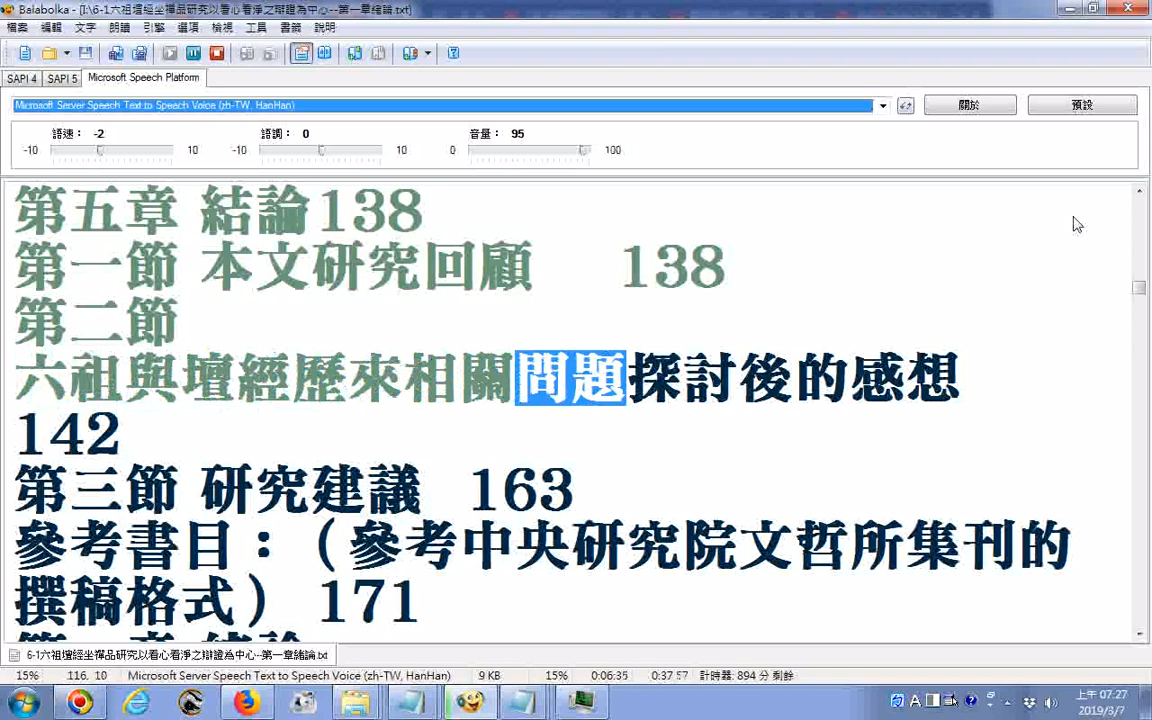 Balabolka - [I:\6-1六祖壇經坐禪品研究以看心看淨之辯證為中心--第一章緒論.txt]
檔案 編輯 文字 朗讀 引擎 選項 檢視 工具 書籤 說明
SAPI 4 SAPI 5 Microsoft Speech Platform
Microsoft Server Speech Text to Speech Voice (zh-TW, HanHan)
關於 預設
語速: -2 語調: 0 音量: 95
-10 10 -10 10 0 100
第五章 結論138
第一節 本文研究回顧 138
第二節
六祖與壇經歷來相關問題探討後的感想
142
第三節 研究建議 163
參考書目：（參考中央研究院文哲所集刊的
撰稿格式） 171
6-1六祖壇經坐禪品研究以看心看淨之辯證為中心--第一章緒論.txt
15% 116, 10 Microsoft Server Speech Text to Speech Voice (zh-TW, HanHan) 9 KB 15% 0:06:35 0:37:57 計時器: 894 分 剩餘
上午 07:27
2019/3/7